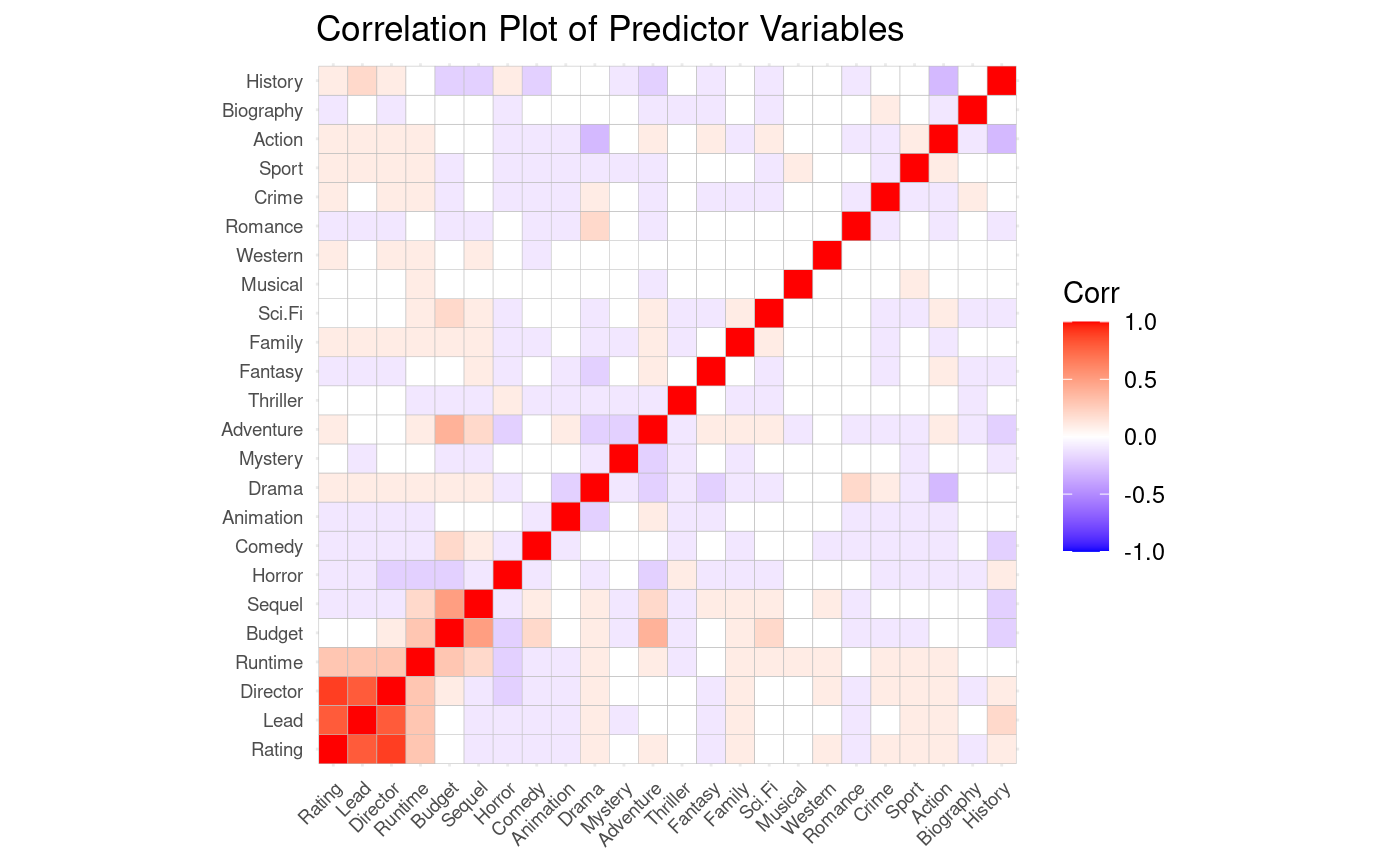 Correlation Plot of Predictor Variables
History
Biography
Action
Sport
Crime
Romance
Western
Musical
Sci.Fi
Family
Fantasy
Thriller
Adventure
Mystery
Drama
Animation
Comedy
Horror
Sequel
Budget
Runtime
Director
Lead
Rating
Rating
Lead
Director
Runtime
Budget
Sequel
Horror
Comedy
Animation
Drama
Mystery
Adventure
Thriller
Fantasy
Family
Sci.Fi
Musical
Western
Romance
Crime
Sport
Action
Biography
History
Corr
1.0
0.5
0.0
-0.5
-1.0